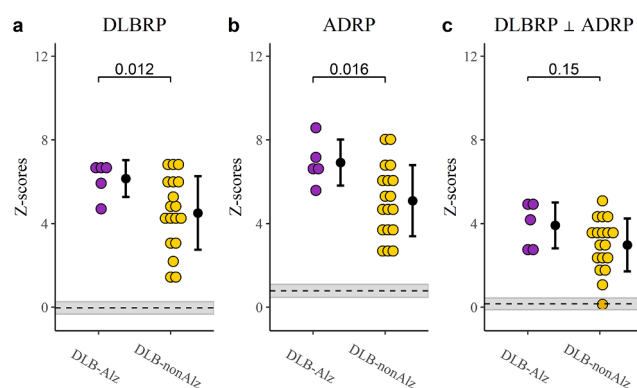 a DLBRP
12
8
4
0
Z-scores
0.012
DLB-Alz
DLB-nonAlz
b ADRP
12
8
4
0
Z-scores
0.016
DLB-Alz
DLB-nonAlz
c DLBRP ⊥ ADRP
12
8
4
0
Z-scores
0.15
DLB-Alz
DLB-nonAlz